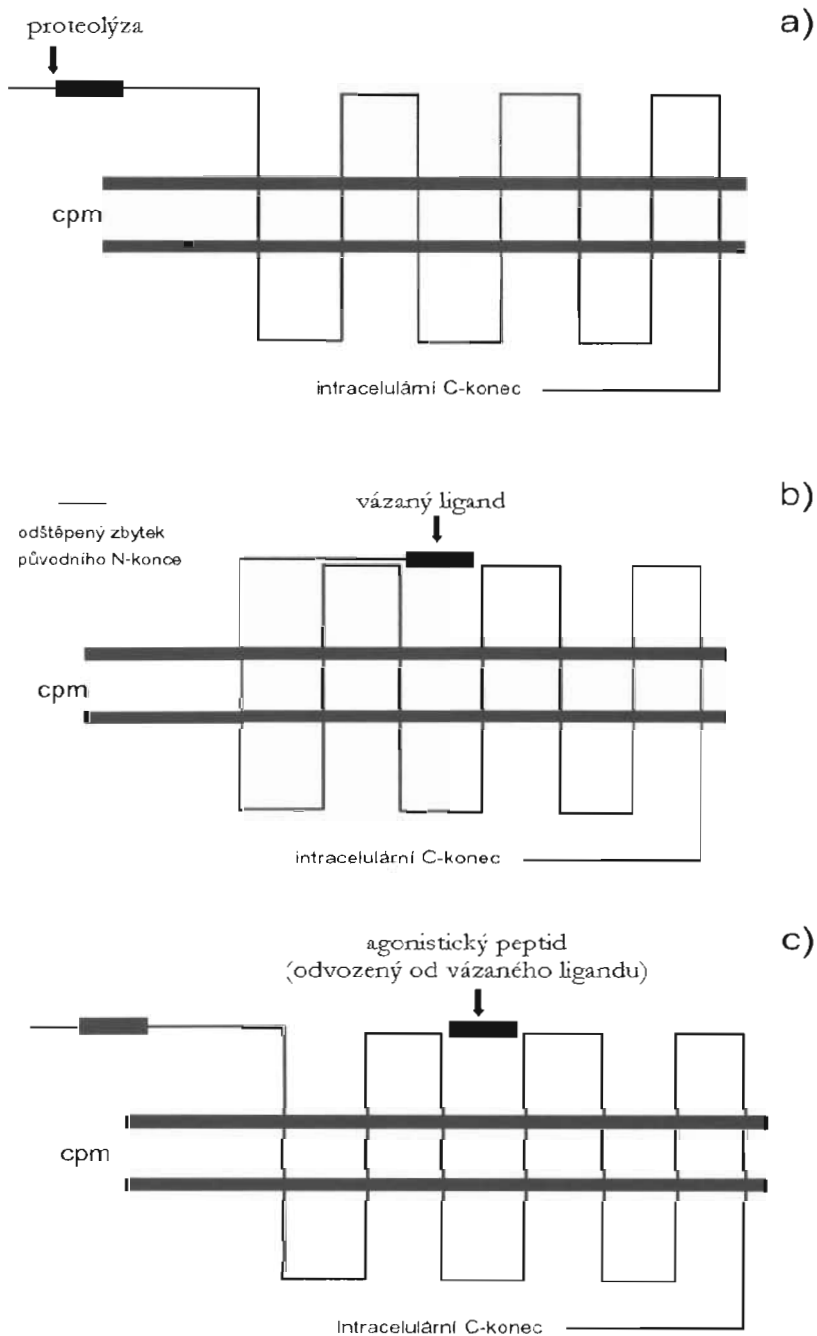 a)
proteolýza
cpm
intracelulární C-konec
b)
vázaný ligand
odštěpený zbytek
původního N-konce
cpm
intracelulární C-konec
c)
agonistický peptid
(odvozený od vázaného ligandu)
cpm
Intracelulární C-konec